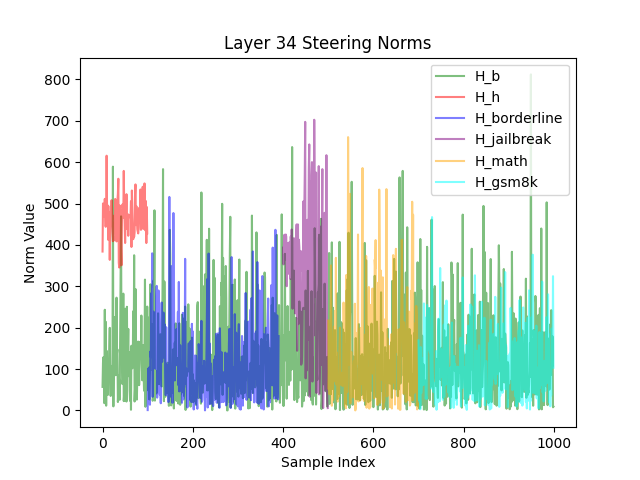 Layer 34 Steering Norms
Norm Value
800
700
600
500
400
300
200
100
0
H_b
H_h
H_borderline
H_jailbreak
H_math
H_gsm8k
0 200 400 600 800 1000
Sample Index